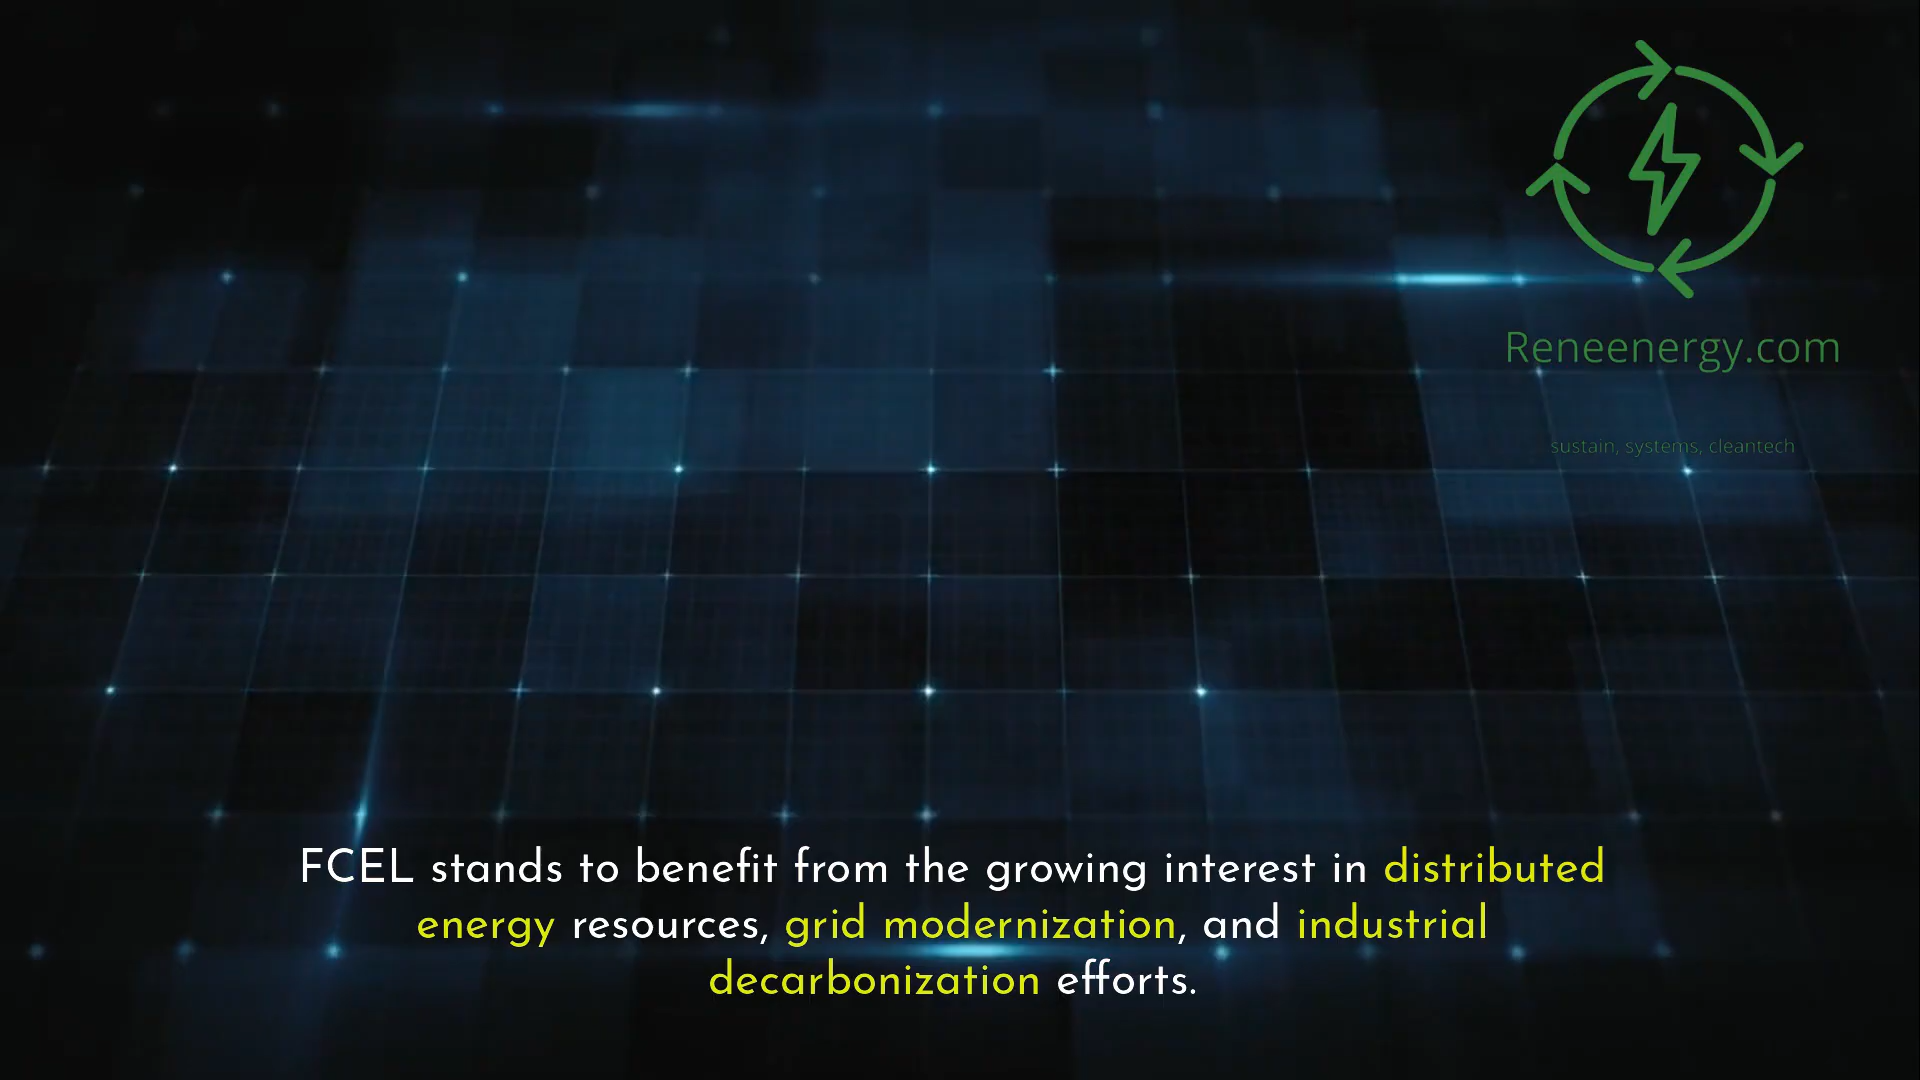 Reneenergy.com
sustain, systems, cleantech
FCEL stands to benefit from the growing interest in distributed
energy resources, grid modernization, and industrial
decarbonization efforts.